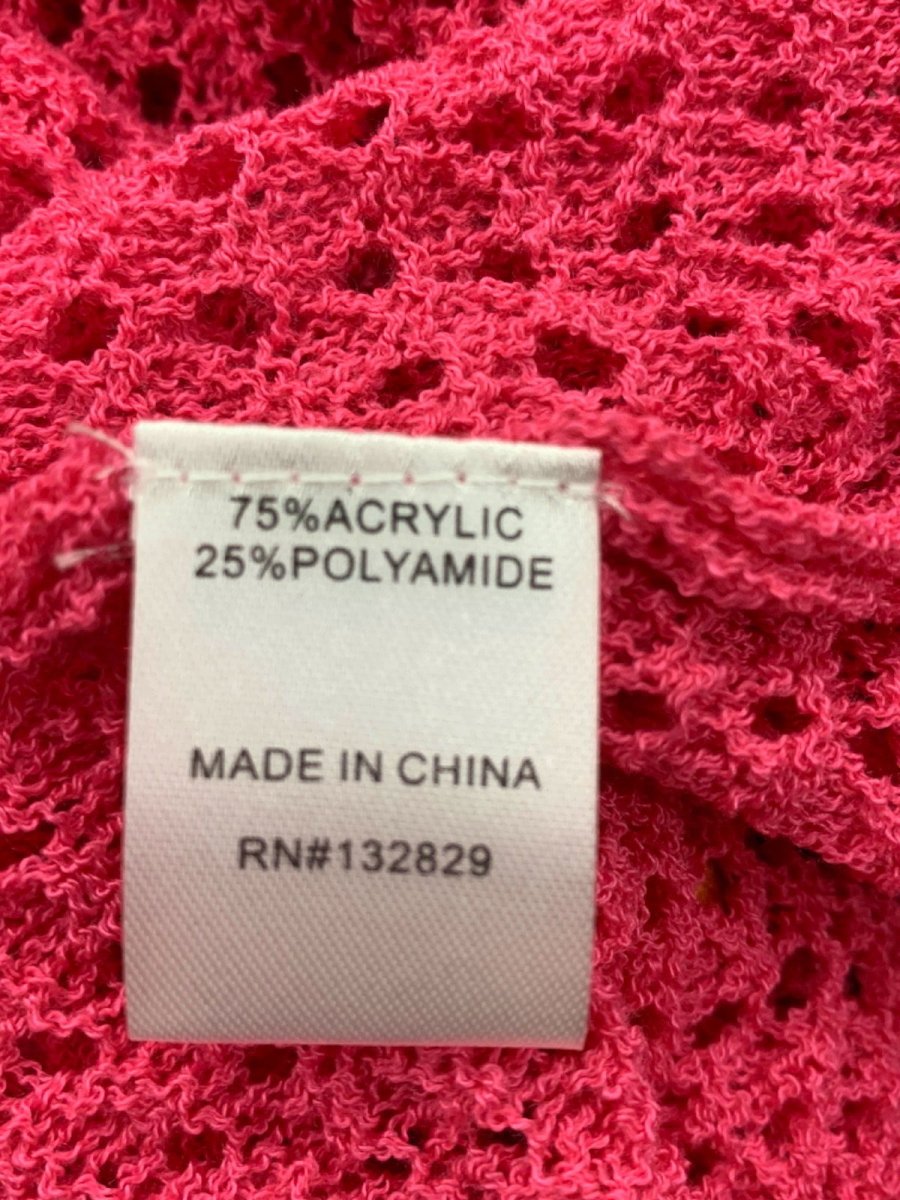 75%ACRYLIC
25%POLYAMIDE
MADE IN CHINA
RN#132829